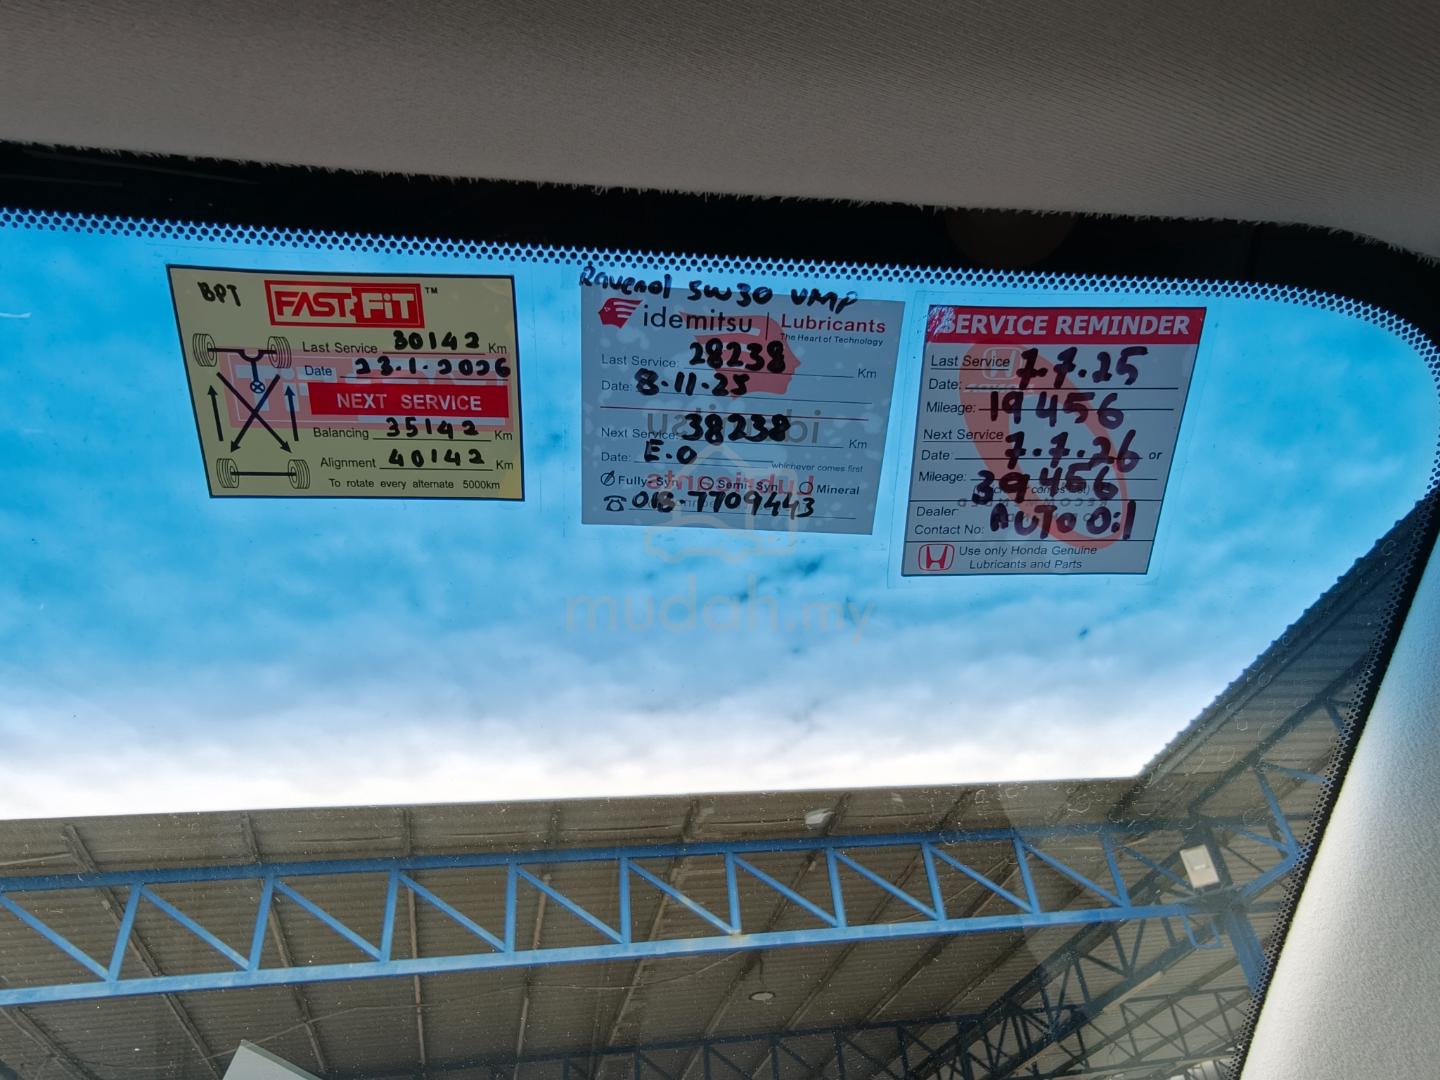 BPT
FAST FiT ™
Last Service 30142 Km
Date 23.1.2026
NEXT SERVICE
Balancing 35142 Km
Alignment 40142 Km
To rotate every alternate 5000km
Ravenol 5W30 VMP
idemitsu | Lubricants
The Heart of Technology
Last Service: 28238 Km
Date: 8.11.25
Next Service: 38238 Km
Date: E.O
whichever comes first
Fully-Syn Semi-Syn Mineral
013-7709443
SERVICE REMINDER
Last Service
Date: 7.7.25
Mileage: 19456
Next Service
Date: 7.7.26 or
Mileage: 39456
Dealer
Contact No: AUTO O:1
Use only Honda Genuine
Lubricants and Parts
mudah.my